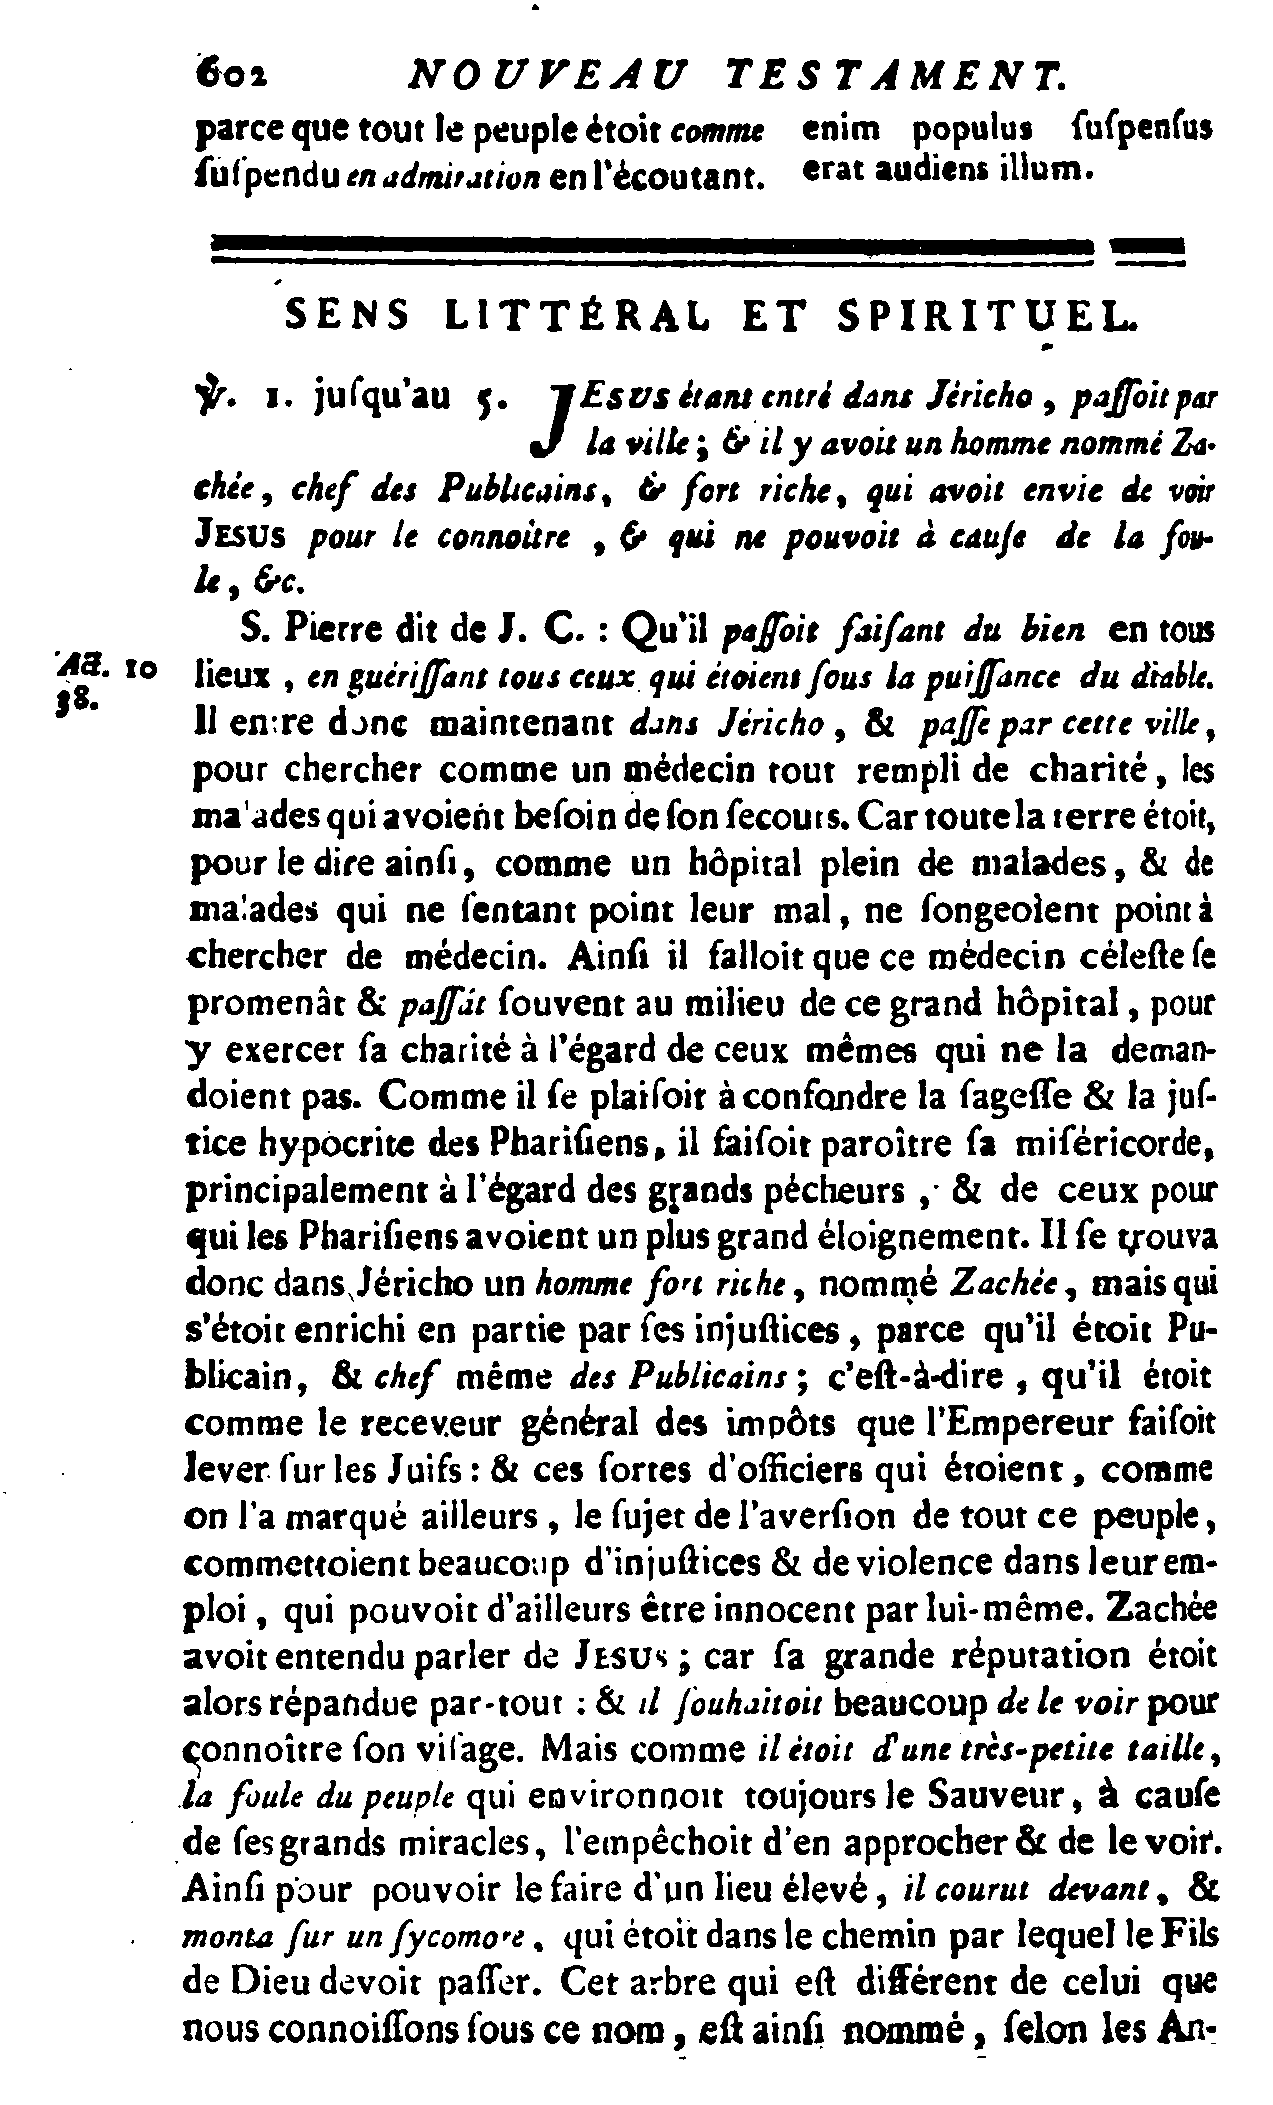 602 NOUVEAU TESTAMENT.
parce que tout le peuple étoit comme
ſuſpendu en admiration en l'écoutant.
enim populus ſuſpenſus
erat audiens illum.
SENS LITTÉRAL ET SPIRITUEL.
℣. 1. juſqu'au 5. JEsus étant entré dans Jéricho, paſſoit par
la ville; & il y avoit un homme nommé Za-
chée, chef des Publicains, & fort riche, qui avoit envie de voir
JESUS pour le connoître, & qui ne pouvoit à cauſe de la fou-
le, &c.
S. Pierre dit de J. C. : Qu'il paſſoit faiſant du bien en tous
Act. 10
38.
lieux, en guériſſant tous ceux qui étoient ſous la puiſſance du diable.
Il entre donc maintenant dans Jéricho, & paſſe par cette ville,
pour chercher comme un médecin tout rempli de charité, les
malades qui avoient beſoin de ſon ſecours. Car toute la terre étoit,
pour le dire ainſi, comme un hôpital plein de malades, & de
malades qui ne ſentant point leur mal, ne ſongeoient point à
chercher de médecin. Ainſi il falloit que ce médecin céleſte ſe
promenât & paſſât ſouvent au milieu de ce grand hôpital, pour
y exercer ſa charité à l'égard de ceux mêmes qui ne la deman-
doient pas. Comme il ſe plaiſoit à confondre la ſageſſe & la juſ-
tice hypocrite des Phariſiens, il faiſoit paroître ſa miſéricorde,
principalement à l'égard des grands pécheurs, & de ceux pour
qui les Phariſiens avoient un plus grand éloignement. Il ſe trouva
donc dans Jéricho un homme fort riche, nommé Zachée, mais qui
s'étoit enrichi en partie par ſes injuſtices, parce qu'il étoit Pu-
blicain, & chef même des Publicains; c'eſt-à-dire, qu'il étoit
comme le receveur général des impôts que l'Empereur faiſoit
lever ſur les Juifs : & ces ſortes d'officiers qui étoient, comme
on l'a marqué ailleurs, le ſujet de l'averſion de tout ce peuple,
commettoient beaucoup d'injuſtices & de violence dans leur em-
ploi, qui pouvoit d'ailleurs être innocent par lui-même. Zachée
avoit entendu parler de JESUS; car ſa grande réputation étoit
alors répandue par-tout : & il ſouhaitoit beaucoup de le voir pour
connoître ſon viſage. Mais comme il étoit d'une très-petite taille,
la foule du peuple qui environnoit toujours le Sauveur, à cauſe
de ſes grands miracles, l'empêchoit d'en approcher & de le voir.
Ainſi pour pouvoir le faire d'un lieu élevé, il courut devant, &
monta ſur un ſycomore, qui étoit dans le chemin par lequel le Fils
de Dieu devoit paſſer. Cet arbre qui eſt différent de celui que
nous connoiſſons ſous ce nom, eſt ainſi nommé, ſelon les An-